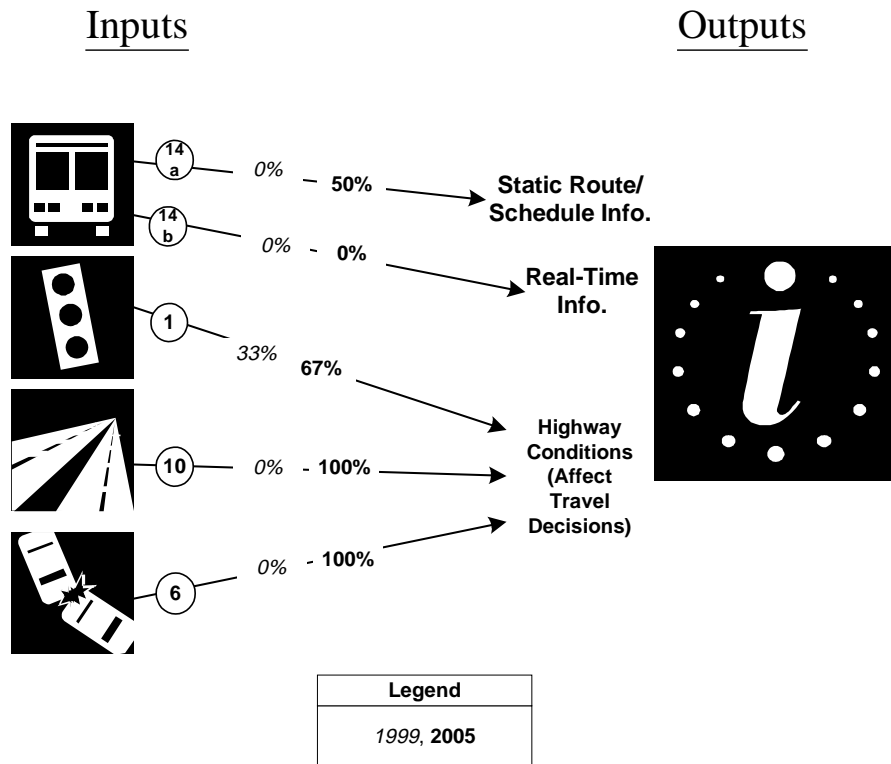 Inputs
Outputs
14
a
0%
50%
Static Route/
Schedule Info.
14
b
0%
0%
Real-Time
Info.
1
33%
67%
Highway
Conditions
(Affect
Travel
Decisions)
10
0%
100%
6
0%
100%
i
Legend
1999, 2005